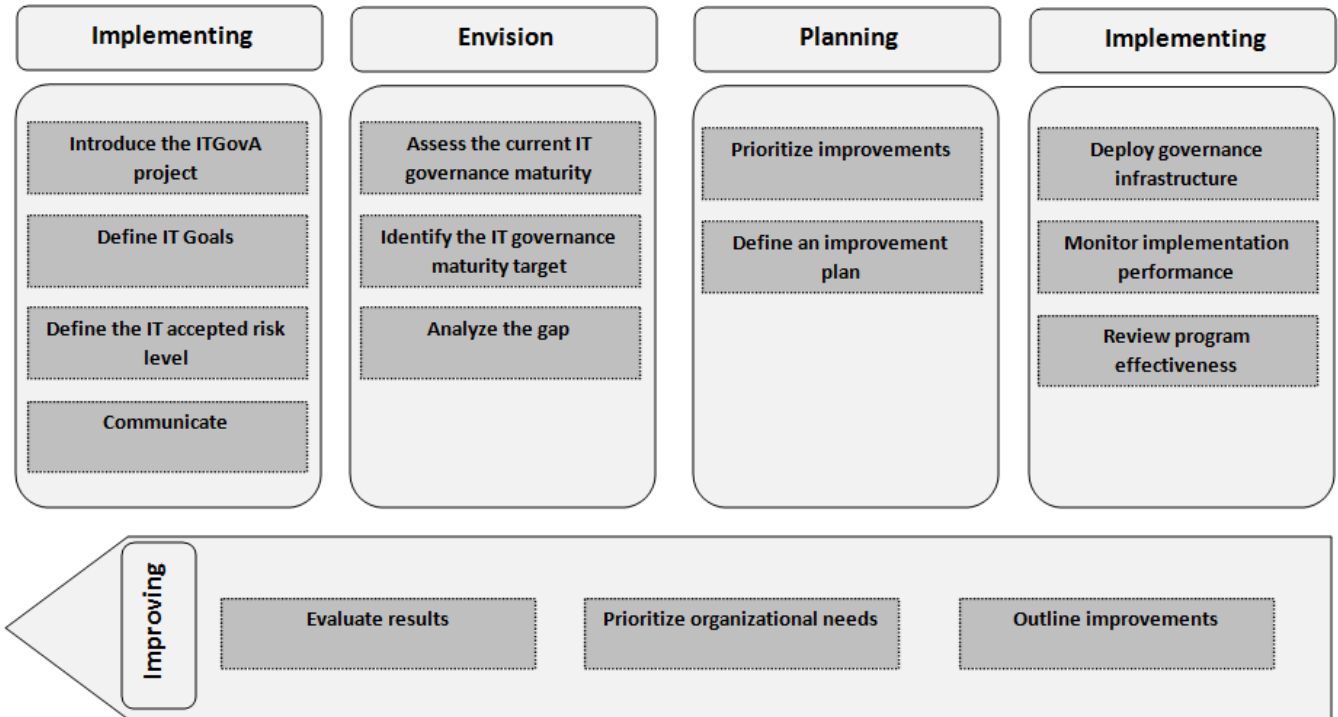 Implementing
Envision
Planning
Implementing
Introduce the ITGovA
project
Define IT Goals
Define the IT accepted risk
level
Communicate
Assess the current IT
governance maturity
Identify the IT governance
maturity target
Analyze the gap
Prioritize improvements
Define an improvement
plan
Deploy governance
infrastructure
Monitor implementation
performance
Review program
effectiveness
Improving
Evaluate results
Prioritize organizational needs
Outline improvements